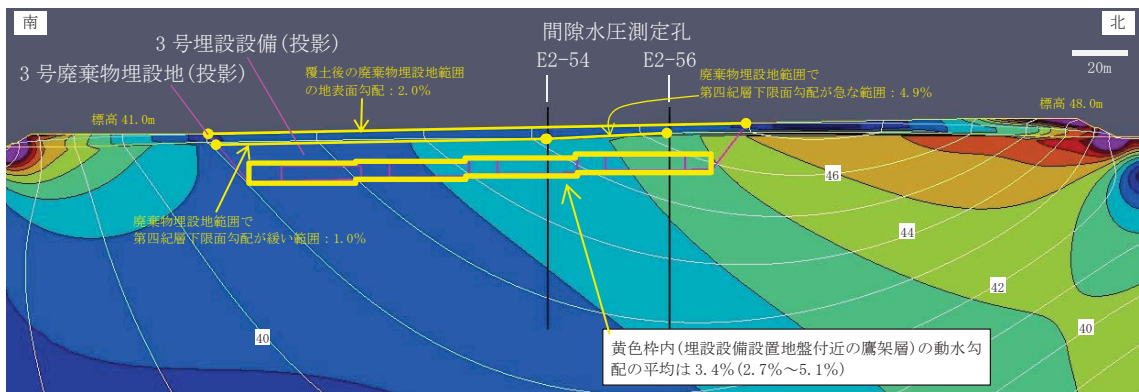 南
北
3 号埋設設備(投影)
3 号廃棄物埋設地(投影)
間隙水圧測定孔
E2-54
E2-56
20m
覆土後の廃棄物埋設地範囲
の地表面勾配：2.0%
廃棄物埋設地範囲で
第四紀層下限面勾配が急な範囲：4.9%
標高 41.0m
標高 48.0m
廃棄物埋設地範囲で
第四紀層下限面勾配が緩い範囲：1.0%
46
44
42
40
40
黄色枠内(埋設設備設置地盤付近の鷹架層)の動水勾
配の平均は 3.4%(2.7%～5.1%)